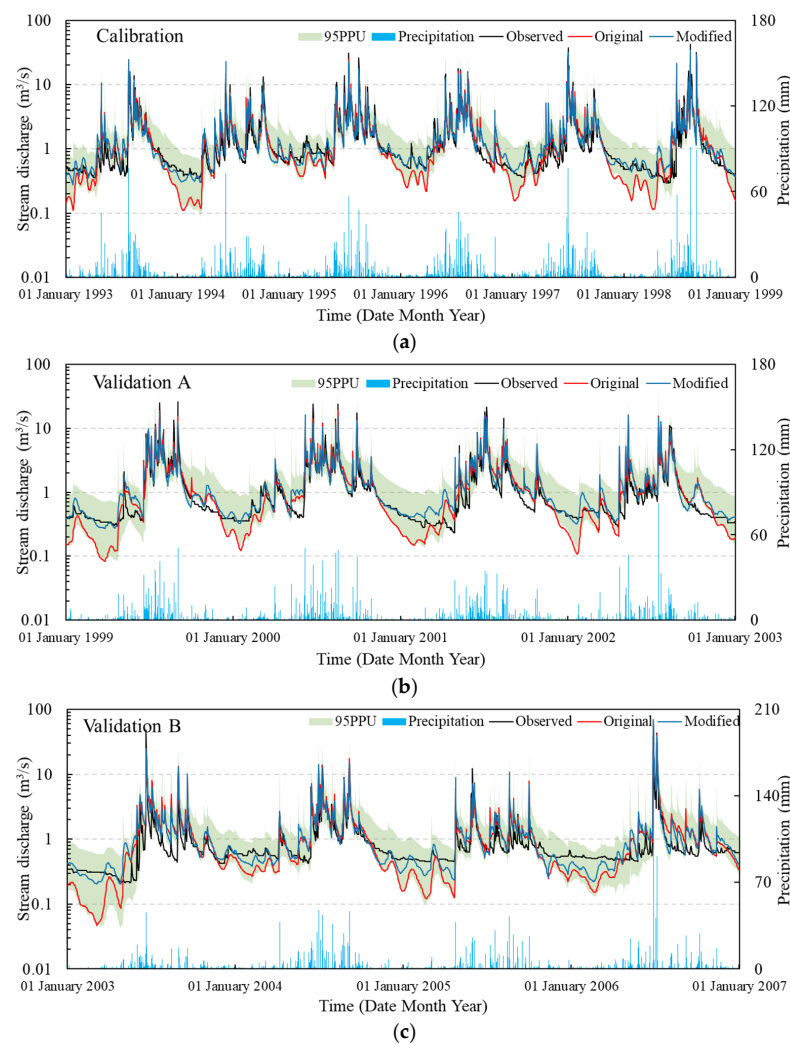 Calibration
95PPU Precipitation Observed Original Modified
Stream discharge (m³/s)
100
10
1
0.1
0.01
Precipitation (mm)
180
120
60
0
01 January 1993 01 January 1994 01 January 1995 01 January 1996 01 January 1997 01 January 1998 01 January 1999
Time (Date Month Year)
(a)
Validation A
95PPU Precipitation Observed Original Modified
Stream discharge (m³/s)
100
10
1
0.1
0.01
Precipitation (mm)
180
120
60
0
01 January 1999 01 January 2000 01 January 2001 01 January 2002 01 January 2003
Time (Date Month Year)
(b)
Validation B
95PPU Precipitation Observed Original Modified
Stream discharge (m³/s)
100
10
1
0.1
0.01
Precipitation (mm)
210
140
70
0
01 January 2003 01 January 2004 01 January 2005 01 January 2006 01 January 2007
Time (Date Month Year)
(c)